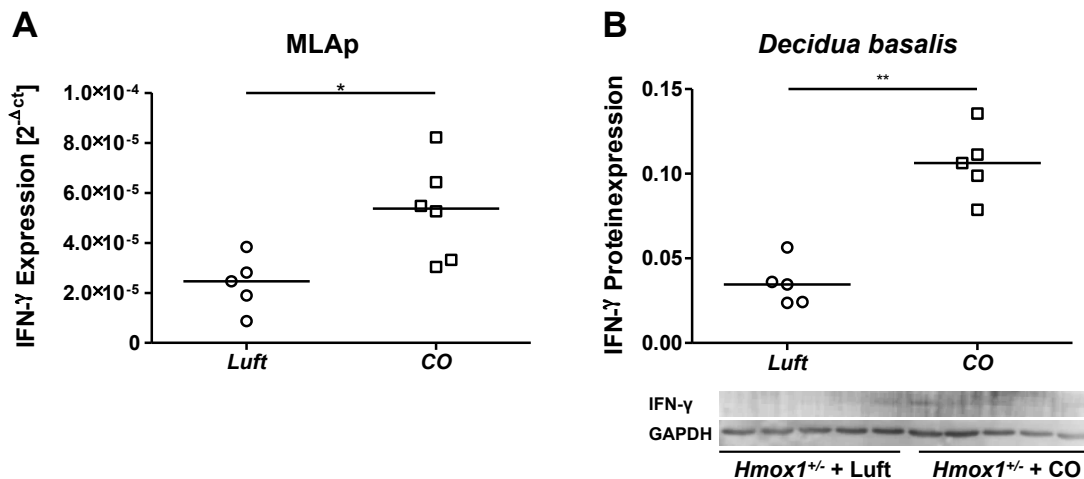 A
MLAp
*
IFN-γ Expression [2^-Δct]
1.0×10^-4
8.0×10^-5
6.0×10^-5
4.0×10^-5
2.0×10^-5
0
Luft
CO
B
Decidua basalis
**
IFN-γ Proteinexpression
0.15
0.10
0.05
0.00
Luft
CO
IFN-γ
GAPDH
Hmox1^+/- + Luft
Hmox1^+/- + CO